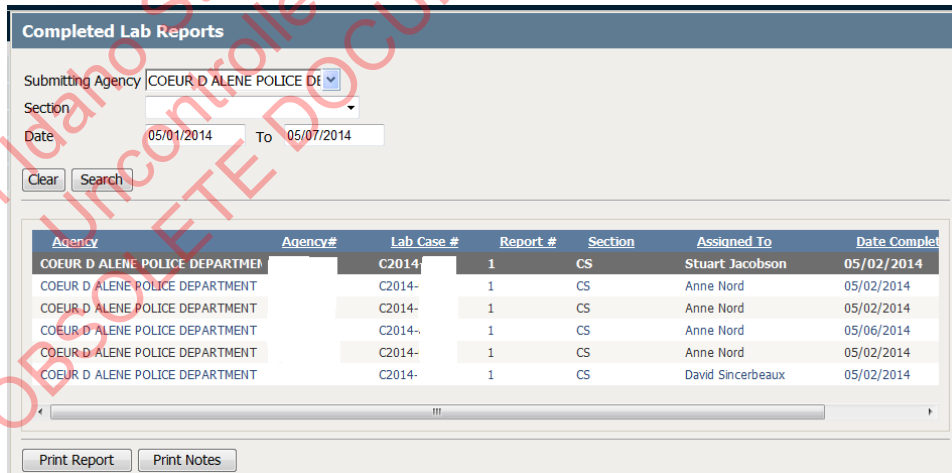 Completed Lab Reports
Submitting Agency COEUR D ALENE POLICE DE
Section
Date 05/01/2014 To 05/07/2014
Clear Search
Agency Agency# Lab Case # Report # Section Assigned To Date Complet
COEUR D ALENE POLICE DEPARTMEN C2014- 1 CS Stuart Jacobson 05/02/2014
COEUR D ALENE POLICE DEPARTMENT C2014- 1 CS Anne Nord 05/02/2014
COEUR D ALENE POLICE DEPARTMENT C2014- 1 CS Anne Nord 05/02/2014
COEUR D ALENE POLICE DEPARTMENT C2014- 1 CS Anne Nord 05/06/2014
COEUR D ALENE POLICE DEPARTMENT C2014- 1 CS Anne Nord 05/02/2014
COEUR D ALENE POLICE DEPARTMENT C2014- 1 CS David Sincerbeaux 05/02/2014
Print Report Print Notes
Idaho
Uncontrolle
OBSOLETE DOCU